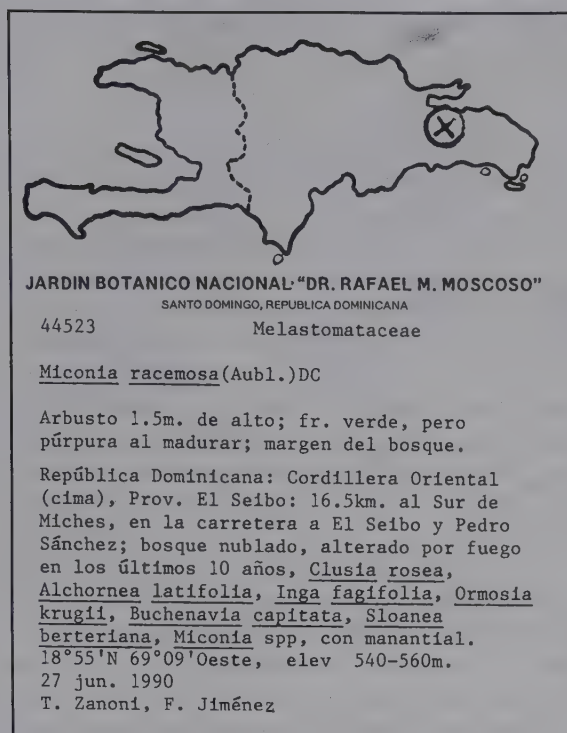 JARDIN BOTANICO NACIONAL "DR. RAFAEL M. MOSCOSO"
SANTO DOMINGO, REPUBLICA DOMINICANA
44523 Melastomataceae
Miconia racemosa(Aubl.)DC
Arbusto 1.5m. de alto; fr. verde, pero
púrpura al madurar; margen del bosque.
República Dominicana: Cordillera Oriental
(cima), Prov. El Seibo: 16.5km. al Sur de
Miches, en la carretera a El Seibo y Pedro
Sánchez; bosque nublado, alterado por fuego
en los últimos 10 años, Clusia rosea,
Alchornea latifolia, Inga fagifolia, Ormosia
krugii, Buchenavia capitata, Sloanea
berteriana, Miconia spp, con manantial.
18°55'N 69°09'Oeste, elev 540-560m.
27 jun. 1990
T. Zanoni, F. Jiménez